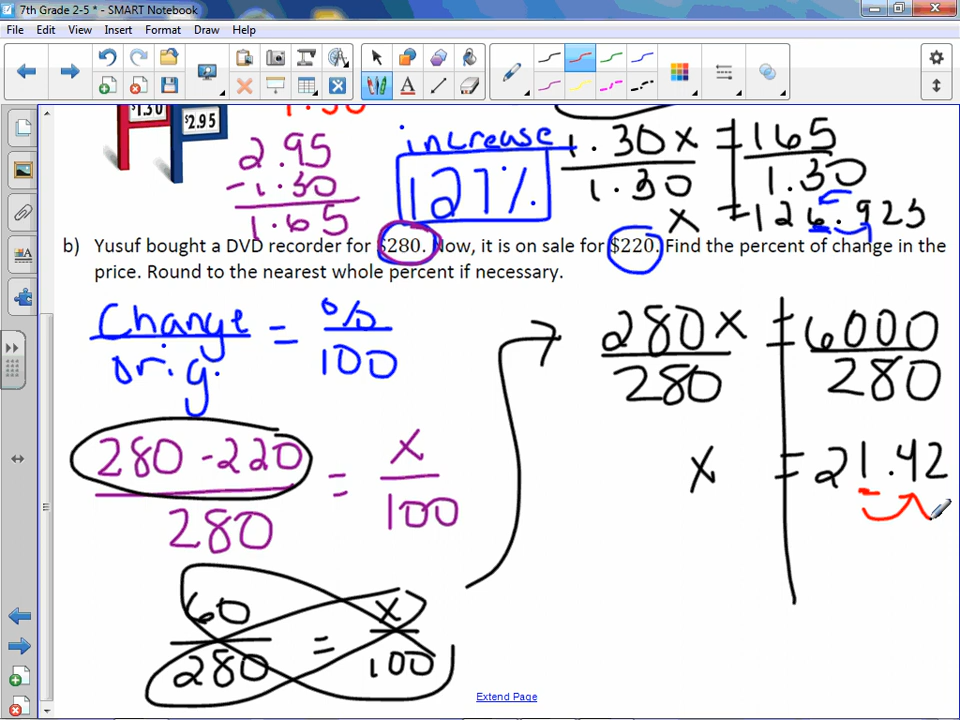 7th Grade 2-5 * - SMART Notebook
File Edit View Insert Format Draw Help
$1.30
1.30
$2.95
2.95
-1.30
1.65
increase
127%
1.30x = 165
1.30 1.30
x = 126.923
b) Yusuf bought a DVD recorder for $280. Now, it is on sale for $220. Find the percent of change in the
price. Round to the nearest whole percent if necessary.
Change = %
orig. 100
280 - 220 = x
280 100
60 = x
280 100
280x = 6000
280 280
x = 21.42
Extend Page